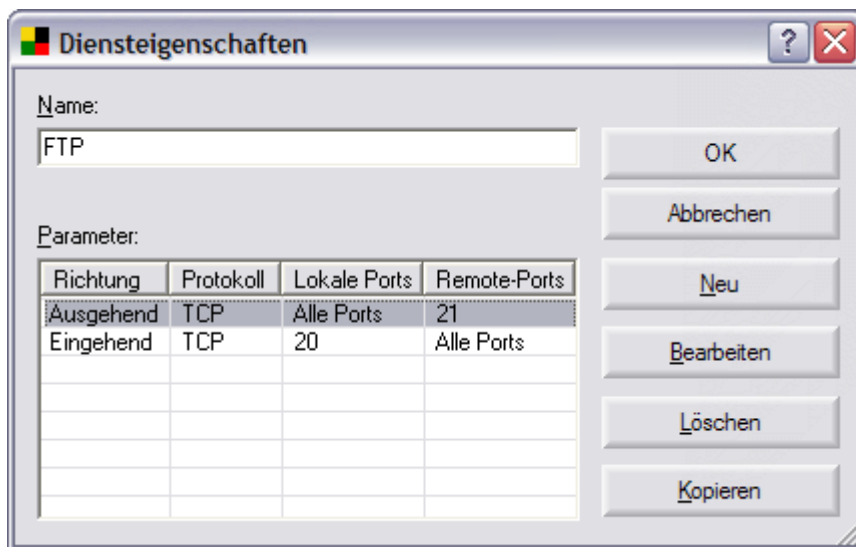 Diensteigenschaften
Name:
FTP
OK
Abbrechen
Parameter:
Richtung Protokoll Lokale Ports Remote-Ports
Ausgehend TCP Alle Ports 21
Eingehend TCP 20 Alle Ports
Neu
Bearbeiten
Löschen
Kopieren